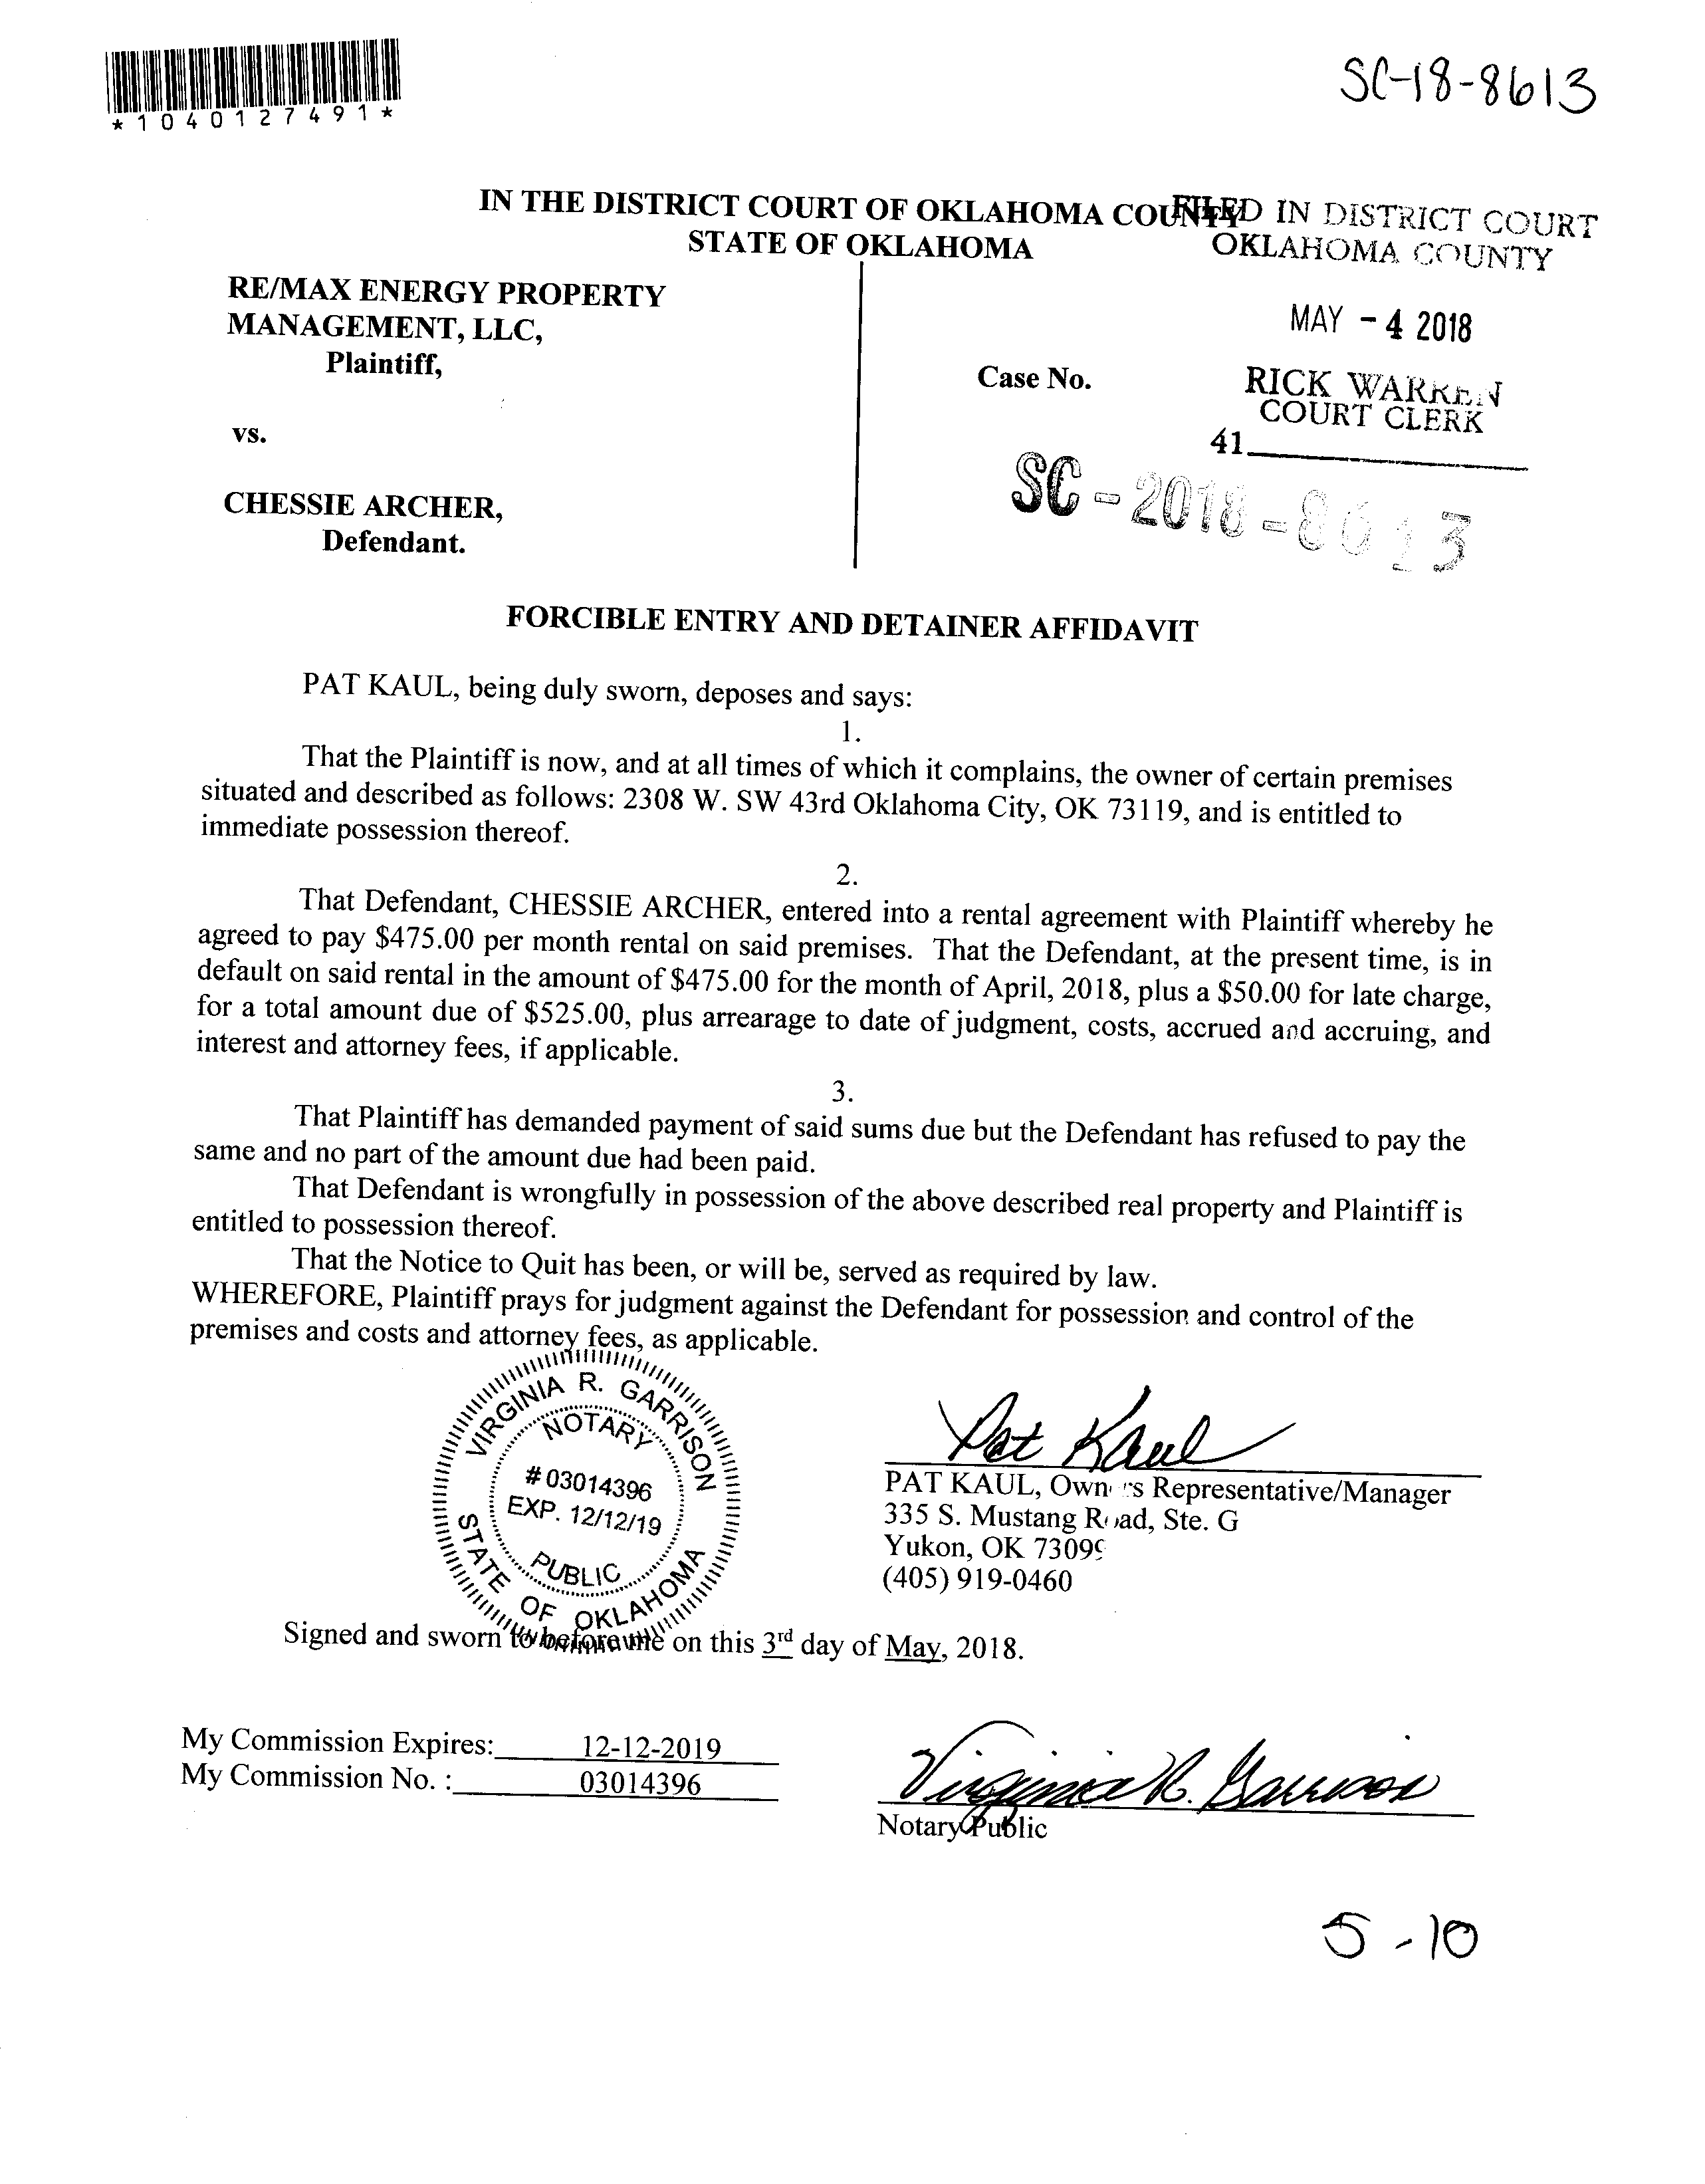 *1040127491*
SC-18-8613
IN THE DISTRICT COURT OF OKLAHOMA COUNTY
STATE OF OKLAHOMA
FILED IN DISTRICT COURT
OKLAHOMA COUNTY
MAY - 4 2018
RICK WARREN
COURT CLERK
41
RE/MAX ENERGY PROPERTY
MANAGEMENT, LLC,
Plaintiff,
vs.
CHESSIE ARCHER,
Defendant.
Case No.
SC - 2018 - 8613
FORCIBLE ENTRY AND DETAINER AFFIDAVIT
PAT KAUL, being duly sworn, deposes and says:
1.
That the Plaintiff is now, and at all times of which it complains, the owner of certain premises
situated and described as follows: 2308 W. SW 43rd Oklahoma City, OK 73119, and is entitled to
immediate possession thereof.
2.
That Defendant, CHESSIE ARCHER, entered into a rental agreement with Plaintiff whereby he
agreed to pay $475.00 per month rental on said premises. That the Defendant, at the present time, is in
default on said rental in the amount of $475.00 for the month of April, 2018, plus a $50.00 for late charge,
for a total amount due of $525.00, plus arrearage to date of judgment, costs, accrued and accruing, and
interest and attorney fees, if applicable.
3.
That Plaintiff has demanded payment of said sums due but the Defendant has refused to pay the
same and no part of the amount due had been paid.
That Defendant is wrongfully in possession of the above described real property and Plaintiff is
entitled to possession thereof.
That the Notice to Quit has been, or will be, served as required by law.
WHEREFORE, Plaintiff prays for judgment against the Defendant for possession and control of the
premises and costs and attorney fees, as applicable.
VIRGINIA R. GARRISON
NOTARY
# 03014396
EXP. 12/12/19
PUBLIC
STATE OF OKLAHOMA
Pat Kaul
PAT KAUL, Owners Representative/Manager
335 S. Mustang Road, Ste. G
Yukon, OK 73099
(405) 919-0460
Signed and sworn to before me on this 3rd day of May, 2018.
My Commission Expires: 12-12-2019
My Commission No. : 03014396
Virginia R. Garrison
Notary Public
5-10